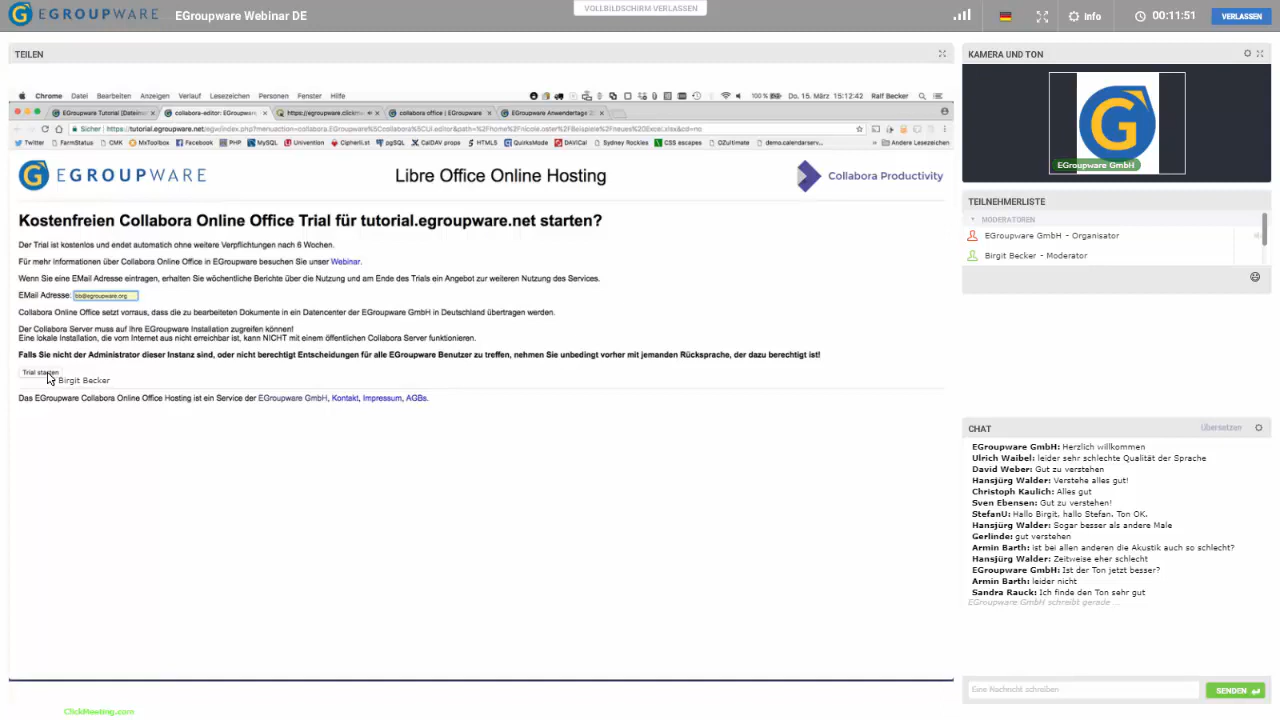 EGROUPWARE
EGroupware Webinar DE
VOLLBILDSCHIRM VERLASSEN
Info
00:11:51
VERLASSEN
TEILEN
Chrome Datei Bearbeiten Anzeigen Verlauf Lesezeichen Personen Fenster Hilfe
100 % Do. 15. März 15:12:42 Ralf Becker
EGroupware Tutorial [Dateim
collabora-editor: EGroupwar
https://egroupware.clickme
collabora office | EGroupware
EGroupware Anwendertage
Sicher
Twitter FarmStatus CMK MxToolbox Facebook PHP MySQL Univention Cipherli.st pgSQL CalDAV props HTML5 QuirksMode DAViCal Sydney Rockies CSS escapes OZultimate demo.calendarserv... Andere Lesezeichen
EGROUPWARE
Libre Office Online Hosting
Collabora Productivity
Kostenfreien Collabora Online Office Trial für tutorial.egroupware.net starten?
Der Trial ist kostenlos und endet automatich ohne weitere Verpflichtungen nach 6 Wochen.
Für mehr Informationen über Collabora Online Office in EGroupware besuchen Sie unser Webinar.
Wenn Sie eine EMail Adresse eintragen, erhalten Sie wöchentliche Berichte über die Nutzung und am Ende des Trials ein Angebot zur weiteren Nutzung des Services.
EMail Adresse: bb@egroupware.org
Collabora Online Office setzt vorraus, dass die zu bearbeiteten Dokumente in ein Datencenter der EGroupware GmbH in Deutschland übertragen werden.
Der Collabora Server muss auf Ihre EGroupware Installation zugreifen können!
Eine lokale Installation, die vom Internet aus nicht erreichbar ist, kann NICHT mit einem öffentlichen Collabora Server funktionieren.
Falls Sie nicht der Administrator dieser Instanz sind, oder nicht berechtigt Entscheidungen für alle EGroupware Benutzer zu treffen, nehmen Sie unbedingt vorher mit jemanden Rücksprache, der dazu berechtigt ist!
Trial starten
Birgit Becker
Das EGroupware Collabora Online Office Hosting ist ein Service der EGroupware GmbH, Kontakt, Impressum, AGBs.
ClickMeeting.com
KAMERA UND TON
EGroupware GmbH
TEILNEHMERLISTE
MODERATOREN
EGroupware GmbH - Organisator
Birgit Becker - Moderator
CHAT
Übersetzen
EGroupware GmbH: Herzlich willkommen
Ulrich Waibel: leider sehr schlechte Qualität der Sprache
David Weber: Gut zu verstehen
Hansjürg Walder: Verstehe alles gut!
Christoph Kaulich: Alles gut
Sven Ebensen: Gut zu verstehen!
StefanU: Hallo Birgit, hallo Stefan. Ton OK.
Hansjürg Walder: Sogar besser als andere Male
Gerlinde: gut verstehen
Armin Barth: ist bei allen anderen die Akustik auch so schlecht?
Hansjürg Walder: Zeitweise eher schlecht
EGroupware GmbH: Ist der Ton jetzt besser?
Armin Barth: leider nicht
Sandra Rauck: Ich finde den Ton sehr gut
EGroupware GmbH schreibt gerade ...
Eine Nachricht schreiben
SENDEN